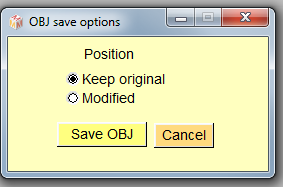 OBJ save options
Position
Keep original
Modified
Save OBJ Cancel